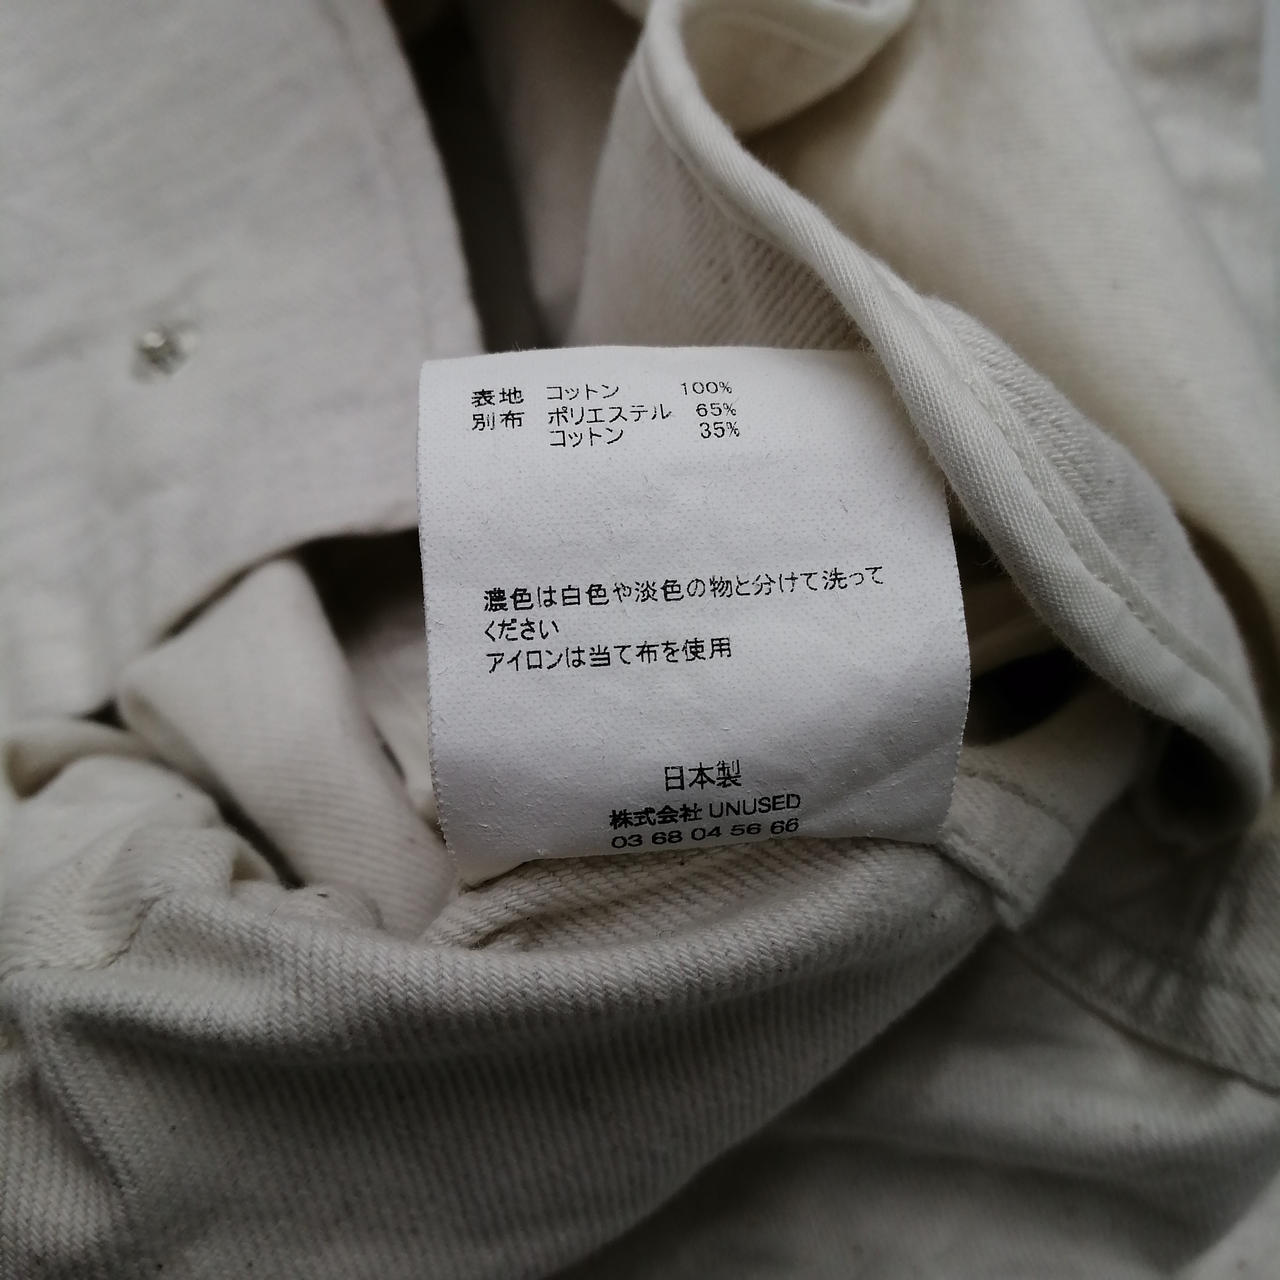 表地 コットン 100%
別布 ポリエステル 65%
コットン 35%
濃色は白色や淡色の物と分けて洗って
ください
アイロンは当て布を使用
日本製
株式会社 UNUSED
03 68 04 56 66